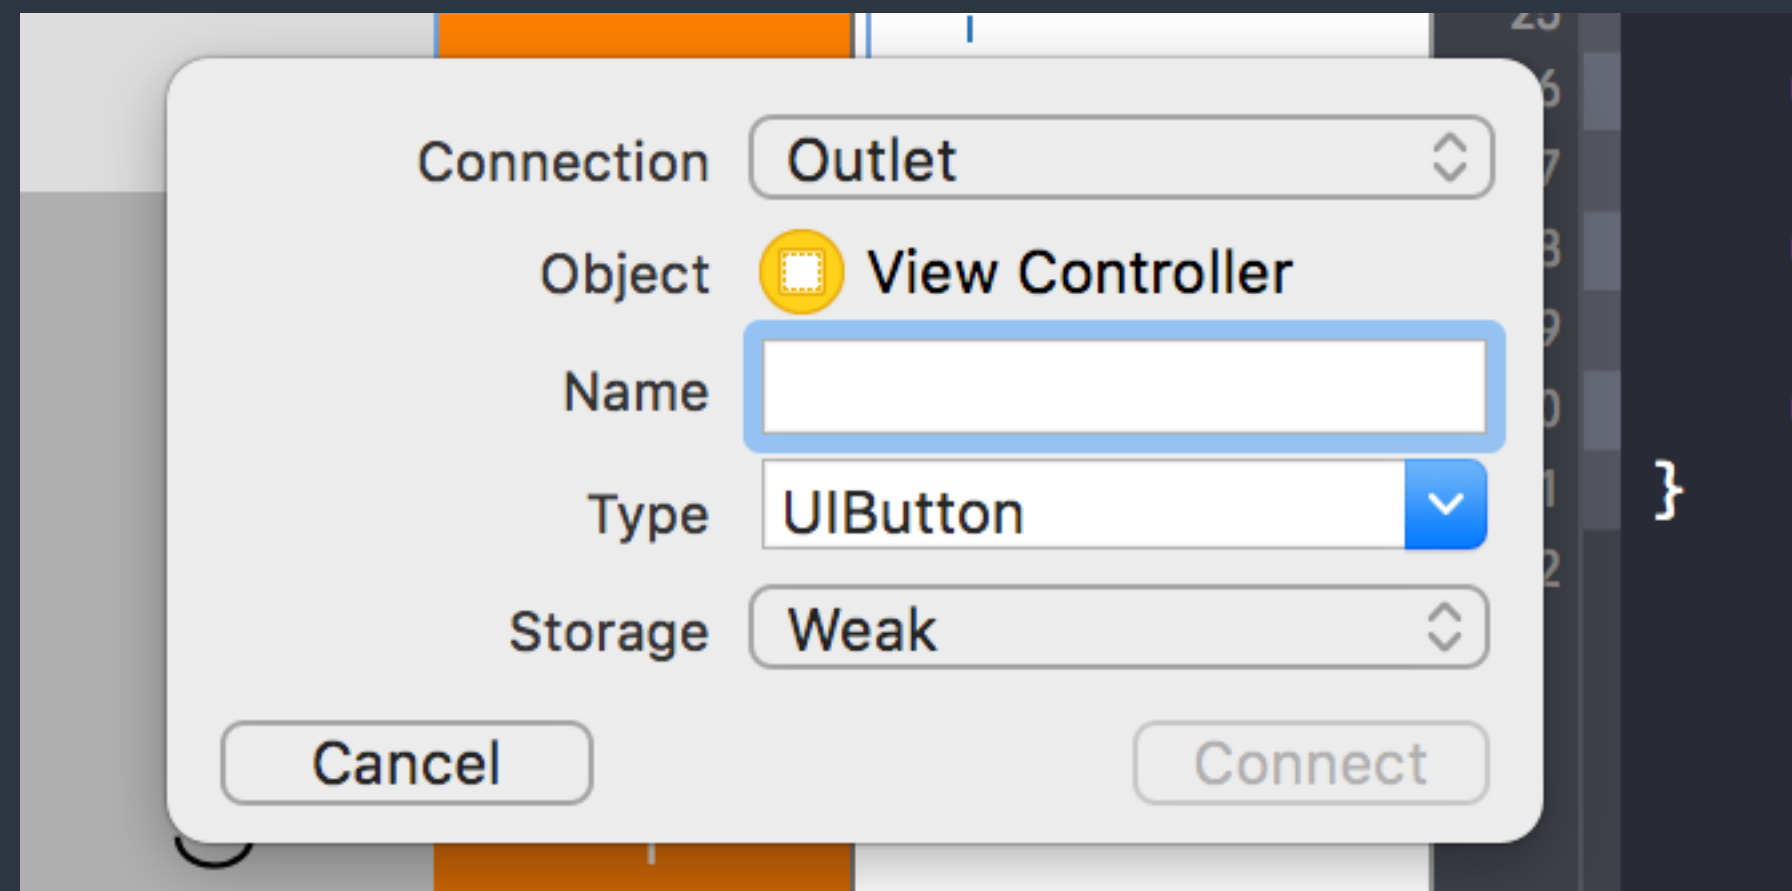 Connection Outlet
Object View Controller
Name
Type UIButton
Storage Weak
Cancel Connect
}